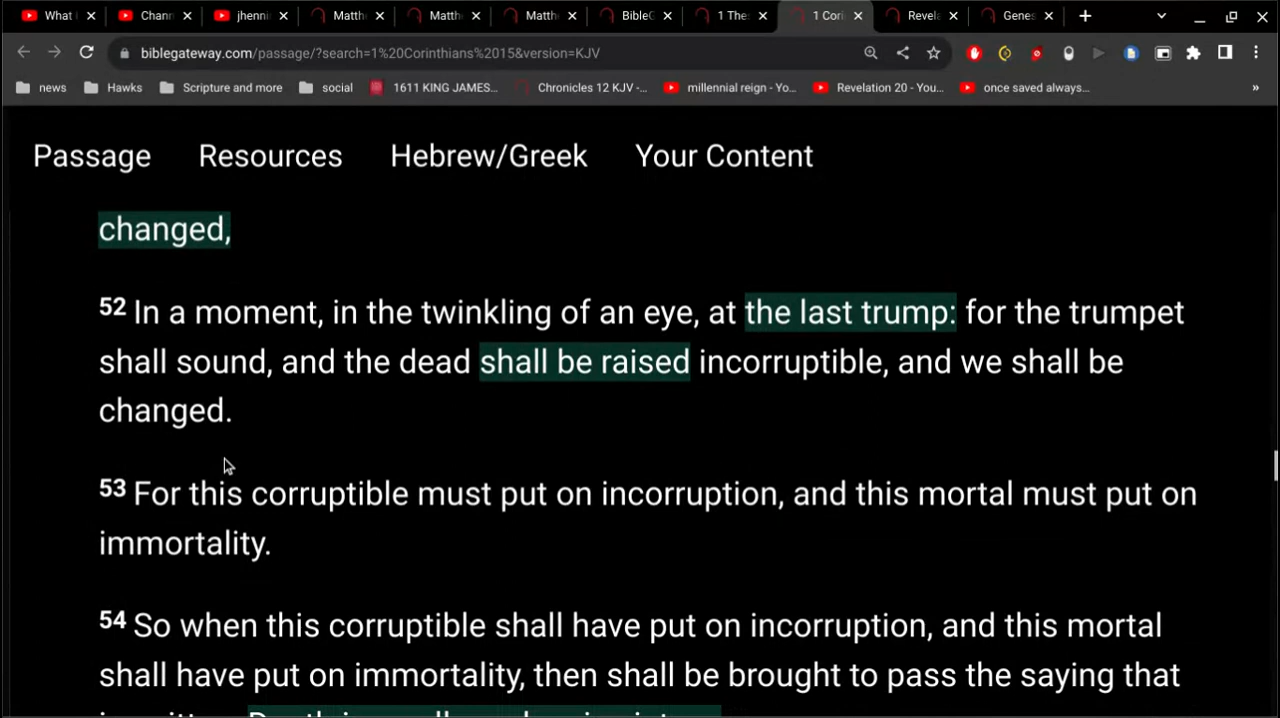 What i Chann jhenni Matth Matth Matth BibleG 1 The 1 Cori Revel Genes
biblegateway.com/passage/?search=1%20Corinthians%2015&version=KJV
news Hawks Scripture and more social 1611 KING JAMES... Chronicles 12 KJV -... millennial reign - Yo... Revelation 20 - You... once saved always... »
Passage Resources Hebrew/Greek Your Content
changed,
52 In a moment, in the twinkling of an eye, at the last trump: for the trumpet
shall sound, and the dead shall be raised incorruptible, and we shall be
changed.
53 For this corruptible must put on incorruption, and this mortal must put on
immortality.
54 So when this corruptible shall have put on incorruption, and this mortal
shall have put on immortality, then shall be brought to pass the saying that